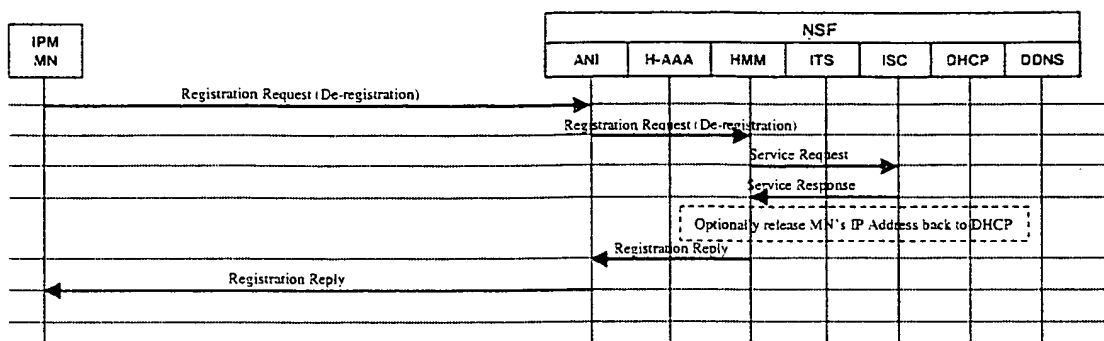 IPM
MN
NSF
ANI H-AAA HMM ITS ISC DHCP DDNS
Registration Request (De-registration)
Registration Request (De-registration)
Service Request
Service Response
Optionally release MN's IP Address back to DHCP
Registration Reply
Registration Reply